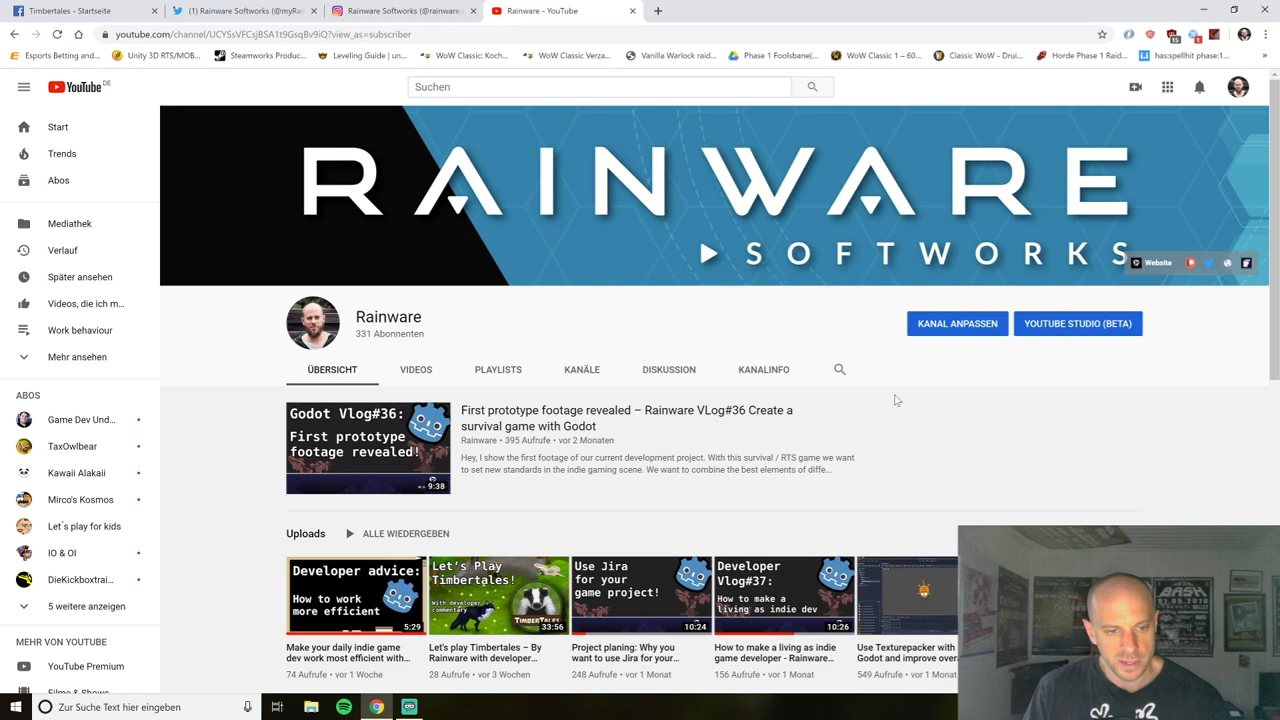 Timbertales - Startseite
(1) Rainware Softworks (@myRa
Rainware Softworks (@rainware.
Rainware - YouTube
youtube.com/channel/UCYSsVFCsjBSA1t9GsqBv9iQ?view_as=subscriber
Esports Betting and...
Unity 3D RTS/MOB...
Steamworks Produc...
Leveling Guide | un...
WoW Classic: Koch...
WoW Classic Verza...
Vanilla Warlock raid...
Phase 1 Foolsbane(...
WoW Classic 1 – 60...
Classic WoW - Drui...
Horde Phase 1 Raid...
has:spellhit phase:1...
YouTube DE
Suchen
Start
Trends
Abos
Mediathek
Verlauf
Später ansehen
Videos, die ich m...
Work behaviour
Mehr ansehen
ABOS
Game Dev Und...
TaxOwlbear
Kawaii Alakaii
Mirco's Kosmos
Let´s play for kids
IO & OI
DieKickboxtrai...
5 weitere anzeigen
MEHR VON YOUTUBE
YouTube Premium
Filme & Shows
RAINWARE
SOFTWORKS
Website
Rainware
331 Abonnenten
KANAL ANPASSEN
YOUTUBE STUDIO (BETA)
ÜBERSICHT
VIDEOS
PLAYLISTS
KANÄLE
DISKUSSION
KANALINFO
Godot Vlog#36:
First prototype
footage revealed!
9:38
First prototype footage revealed – Rainware VLog#36 Create a
survival game with Godot
Rainware • 395 Aufrufe • vor 2 Monaten
Hey, I show the first footage of our current development project. With this survival / RTS game we
want to set new standards in the indie gaming scene. We want to combine the best elements of diffe...
Uploads
ALLE WIEDERGEBEN
Developer advice:
How to work
more efficient
5:29
Make your daily indie game
dev work most efficient with...
74 Aufrufe • vor 1 Woche
Let's Play
Timbertales!
With developer
commentary
TIMBERTALES
33:56
Let's play Timbertales – By
Rainware with developer...
28 Aufrufe • vor 3 Wochen
Use Jira
for your
game project!
10:24
Project planing: Why you
want to use Jira for your...
248 Aufrufe • vor 1 Monat
Developer
Vlog#37:
How to make a
living as indie dev
10:26
How to make a living as indie
game developer - Rainware...
156 Aufrufe • vor 1 Monat
Use Texturepacker with
Godot and improve over
549 Aufrufe • vor 1 Monat
BASH
Zur Suche Text hier eingeben